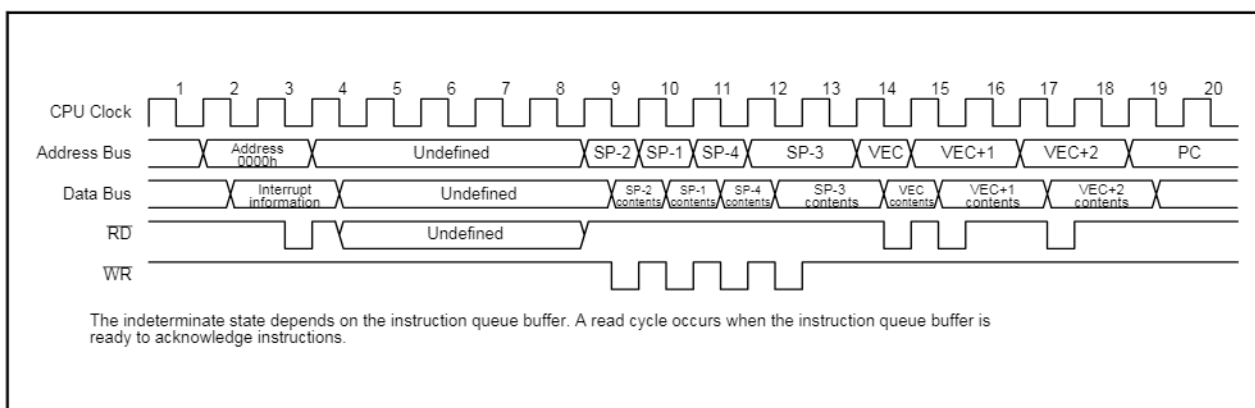 1 2 3 4 5 6 7 8 9 10 11 12 13 14 15 16 17 18 19 20
CPU Clock
Address Bus Address 0000h Undefined SP-2 SP-1 SP-4 SP-3 VEC VEC+1 VEC+2 PC
Data Bus Interrupt information Undefined SP-2 contents SP-1 contents SP-4 contents SP-3 contents VEC contents VEC+1 contents VEC+2 contents
RD Undefined
WR
The indeterminate state depends on the instruction queue buffer. A read cycle occurs when the instruction queue buffer is
ready to acknowledge instructions.